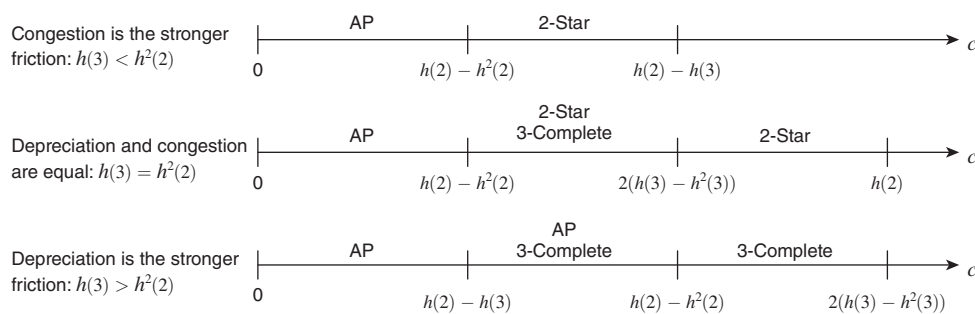 Congestion is the stronger
friction: h(3) < h²(2)
AP
2-Star
0
h(2) − h²(2)
h(2) − h(3)
c
Depreciation and congestion
are equal: h(3) = h²(2)
AP
2-Star
3-Complete
2-Star
0
h(2) − h²(2)
2(h(3) − h²(3))
h(2)
c
Depreciation is the stronger
friction: h(3) > h²(2)
AP
AP
3-Complete
3-Complete
0
h(2) − h(3)
h(2) − h²(2)
2(h(3) − h²(3))
c